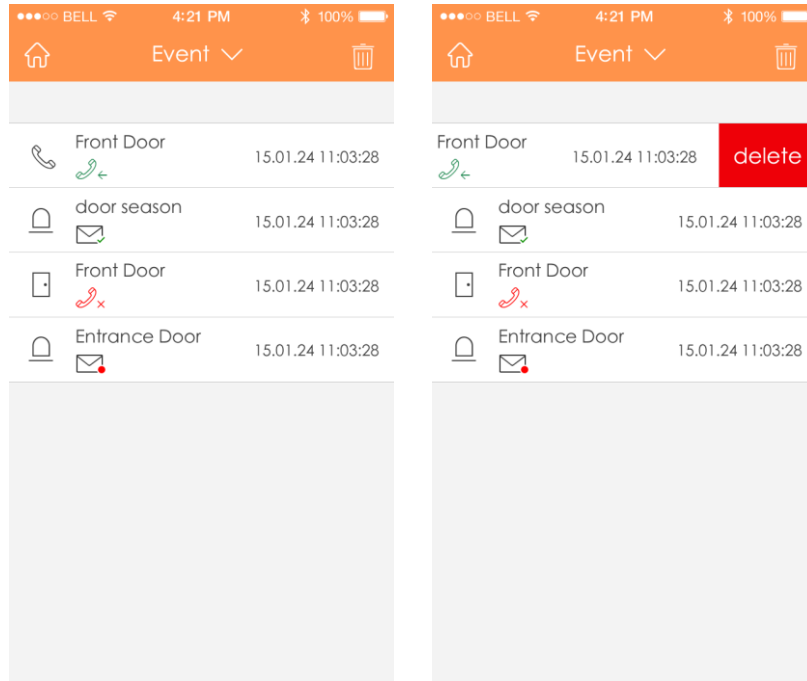 BELL 4:21 PM 100%
Event
Front Door
15.01.24 11:03:28
door season
15.01.24 11:03:28
Front Door
15.01.24 11:03:28
Entrance Door
15.01.24 11:03:28
BELL 4:21 PM 100%
Event
Front Door
15.01.24 11:03:28 delete
door season
15.01.24 11:03:28
Front Door
15.01.24 11:03:28
Entrance Door
15.01.24 11:03:28